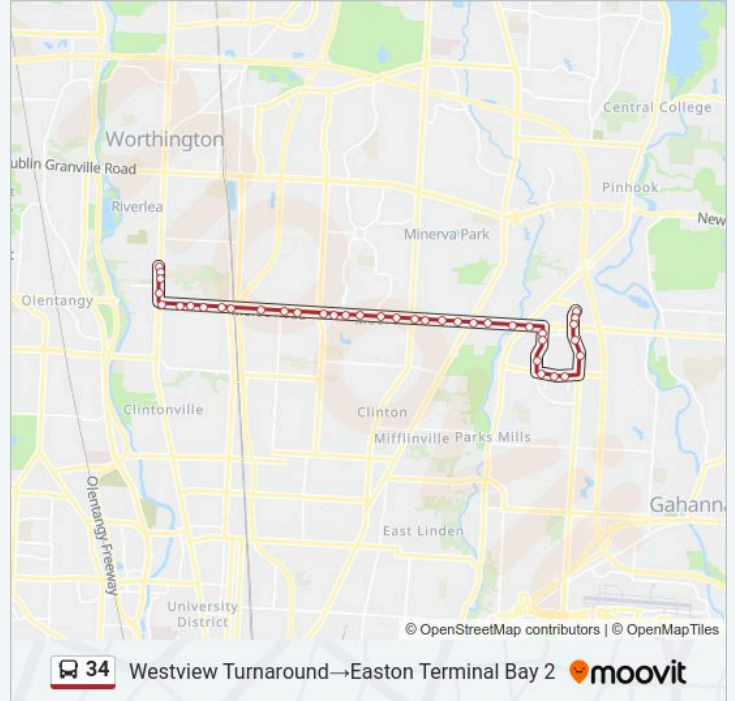 Central College
Worthington
ublin Granville Road
Pinhook
Riverlea
New
Minerva Park
Olentangy
Clintonville
Clinton
Mifflinville Parks Mills
Olentangy Freeway
Gahanna
East Linden
University
District
© OpenStreetMap contributors | © OpenMapTiles
34 Westview Turnaround→Easton Terminal Bay 2 moovit